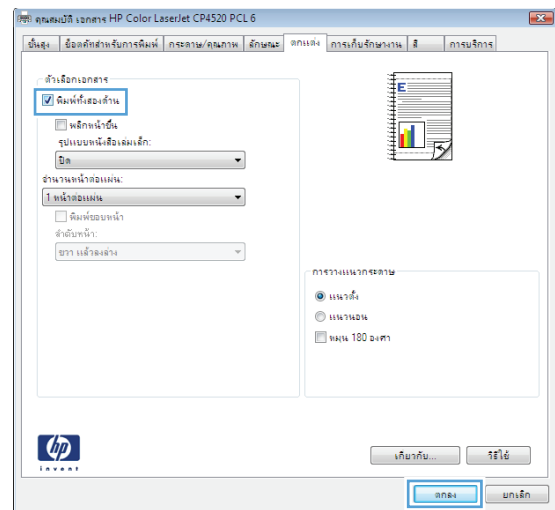 คุณสมบัติ เอกสาร HP Color LaserJet CP4520 PCL 6
ขั้นสูง ช็อตคัทสำหรับการพิมพ์ กระดาษ/คุณภาพ ลักษณะ ตกแต่ง การเก็บรักษางาน สี การบริการ
ตัวเลือกเอกสาร
พิมพ์ทั้งสองด้าน
พลิกหน้าขึ้น
รูปแบบหนังสือเล่มเล็ก:
ปิด
จำนวนหน้าต่อแผ่น:
1 หน้าต่อแผ่น
พิมพ์ขอบหน้า
ลำดับหน้า:
ขวา แล้วลงล่าง
E
การวางแนวกระดาษ
แนวตั้ง
แนวนอน
หมุน 180 องศา
hp
invent
เกี่ยวกับ... วิธีใช้
ตกลง ยกเลิก